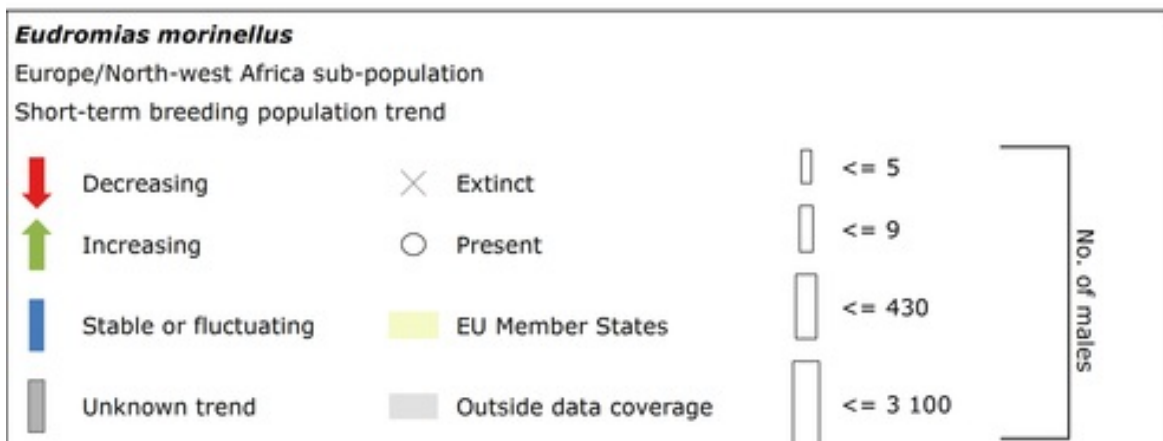 Eudromias morinellus
Europe/North-west Africa sub-population
Short-term breeding population trend
Decreasing
Increasing
Stable or fluctuating
Unknown trend
Extinct
Present
EU Member States
Outside data coverage
<= 5
<= 9
<= 430
<= 3 100
No. of males